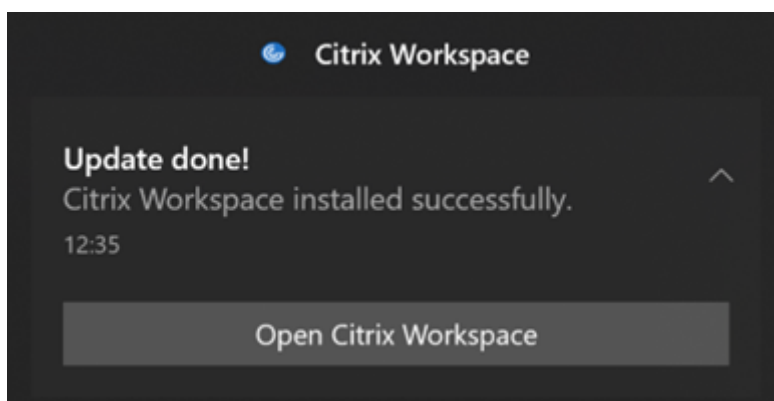 Citrix Workspace
Update done!
Citrix Workspace installed successfully.
12:35
Open Citrix Workspace